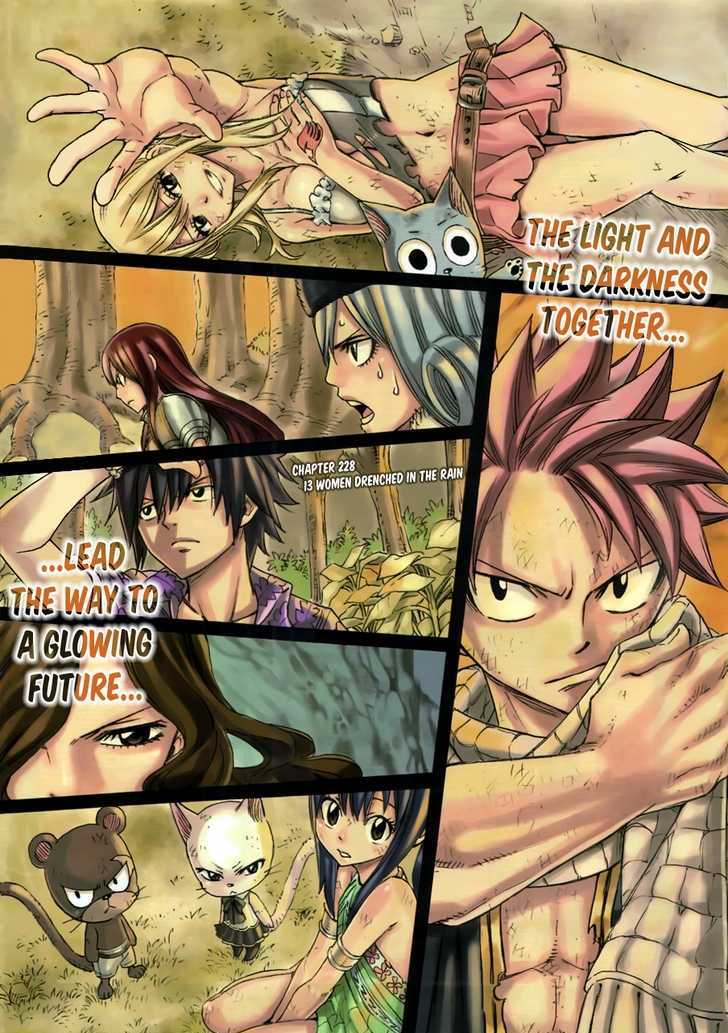 THE LIGHT AND
THE DARKNESS
TOGETHER...
CHAPTER 228
13 WOMEN DRENCHED IN THE RAIN
...LEAD
THE WAY TO
A GLOWING
FUTURE...